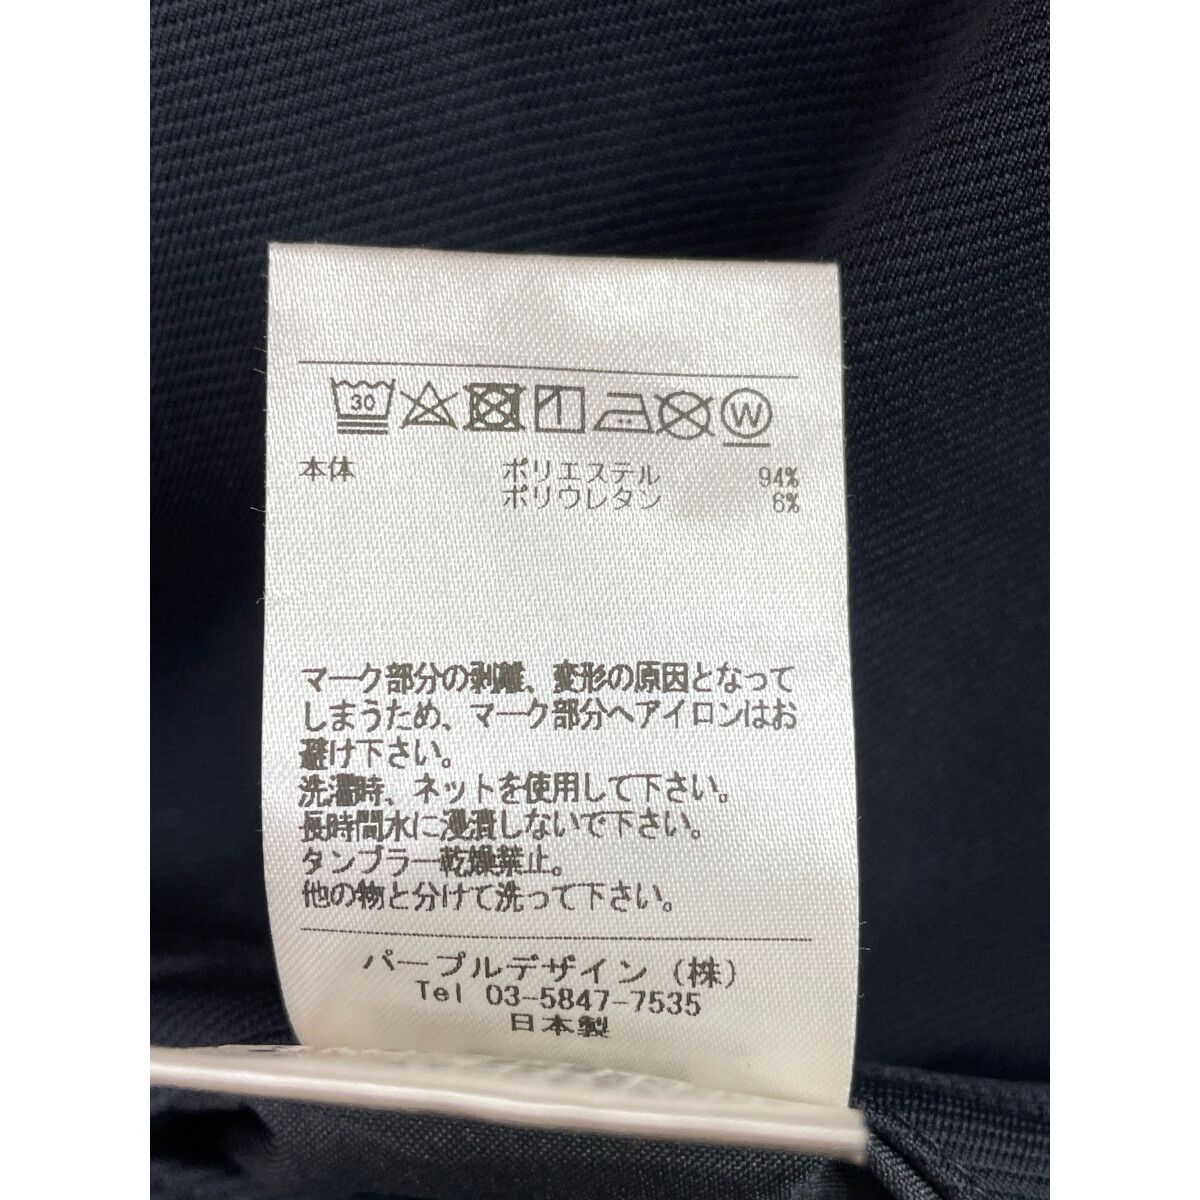 30 W
本体 ポリエステル 94%
ポリウレタン 6%
マーク部分の剥離、変形の原因となって
しまうため、マーク部分へアイロンはお
避け下さい。
洗濯時、ネットを使用して下さい。
長時間水に浸漬しないで下さい。
タンブラー乾燥禁止。
他の物と分けて洗って下さい。
パープルデザイン(株)
Tel 03-5847-7535
日本製